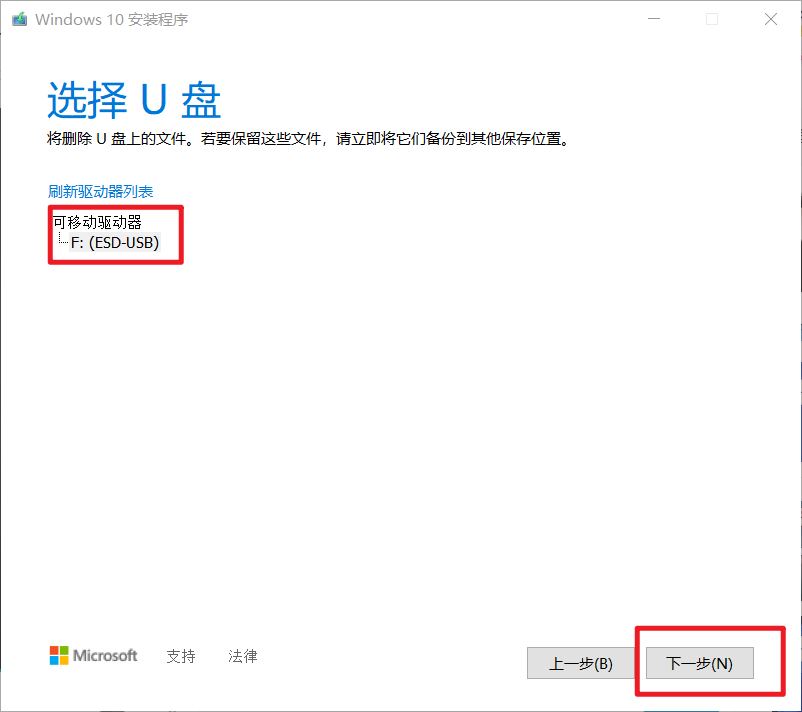 Windows 10 安装程序
选择 U 盘
将删除 U 盘上的文件。若要保留这些文件，请立即将它们备份到其他保存位置。
刷新驱动器列表
可移动驱动器
F: (ESD-USB)
Microsoft 支持 法律 上一步(B) 下一步(N)